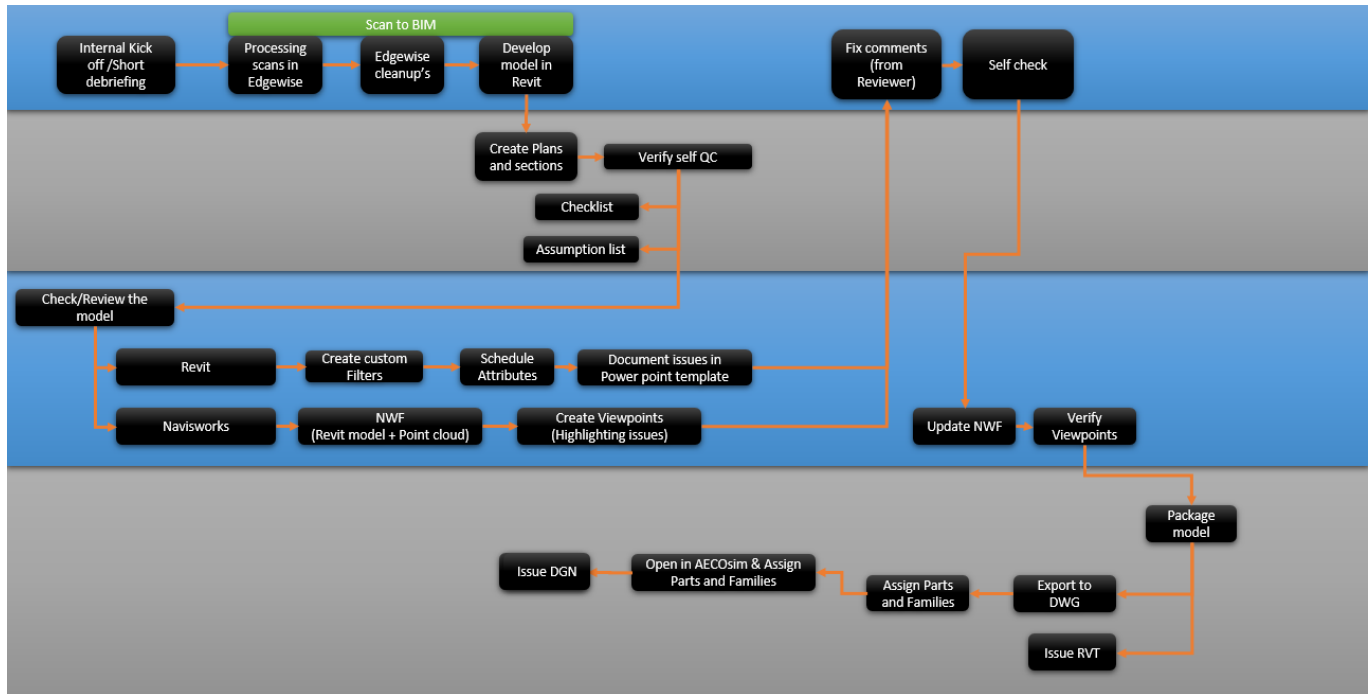 Scan to BIM
Internal Kick
off /Short
debriefing
Processing
scans in
Edgewise
Edgewise
cleanup's
Develop
model in
Revit
Fix comments
(from
Reviewer)
Self check
Create Plans
and sections
Verify self QC
Checklist
Assumption list
Check/Review the
model
Revit
Create custom
Filters
Schedule
Attributes
Document issues in
Power point template
Navisworks
NWF
(Revit model + Point cloud)
Create Viewpoints
(Highlighting issues)
Update NWF
Verify
Viewpoints
Package
model
Issue DGN
Open in AECOsim & Assign
Parts and Families
Assign Parts
and Families
Export to
DWG
Issue RVT